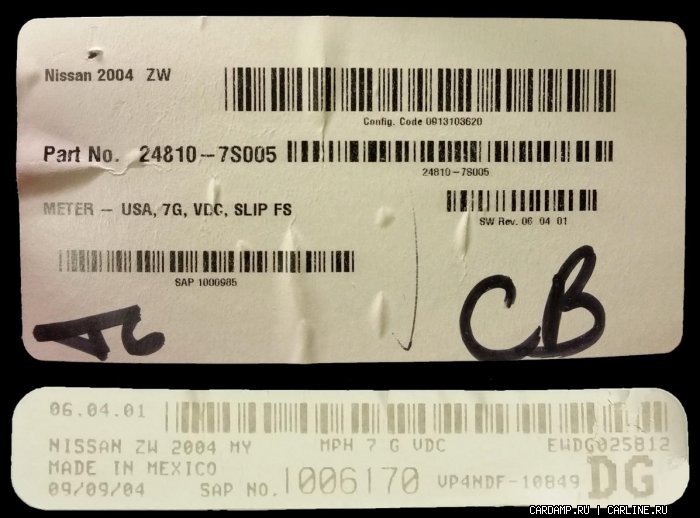 Nissan 2004 ZW
Config. Code 0913103620
Part No. 24810-7S005
24810-7S005
METER - USA, 7G, VDC, SLIP FS
SW Rev. 06 04 01
SAP 1000985
CB
06.04.01
NISSAN ZW 2004 MY MPH 7 G VDC EWDG025812
MADE IN MEXICO
09/09/04 SAP NO. 1006170 VP4NDF-10849 DG
CARDAMP.RU | CARLINE.RU